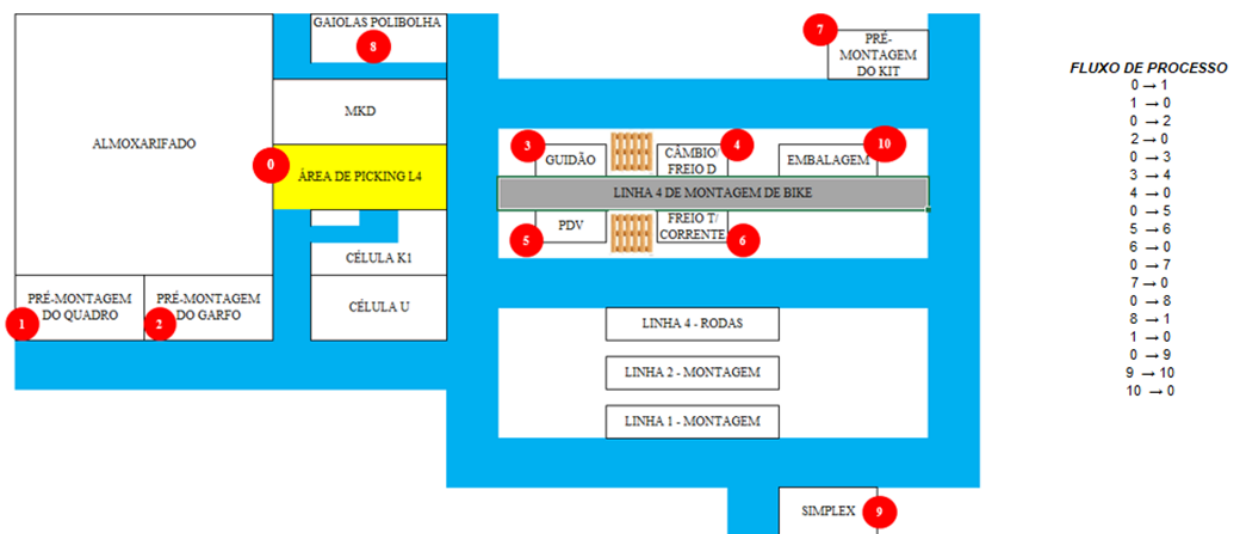 GAIOLAS POLIBOLHA
8
7
PRÉ-
MONTAGEM
DO KIT
MKD
ALMOXARIFADO
0
ÁREA DE PICKING L4
3
GUIDÃO
CÂMBIO/
FREIO D
4
EMBALAGEM
10
LINHA 4 DE MONTAGEM DE BIKE
5
PDV
FREIO T/
CORRENTE
6
CÉLULA K1
CÉLULA U
PRÉ-MONTAGEM
DO QUADRO
1
PRÉ-MONTAGEM
DO GARFO
2
LINHA 4 - RODAS
LINHA 2 - MONTAGEM
LINHA 1 - MONTAGEM
SIMPLEX
9
FLUXO DE PROCESSO
0 → 1
1 → 0
0 → 2
2 → 0
0 → 3
3 → 4
4 → 0
0 → 5
5 → 6
6 → 0
0 → 7
7 → 0
0 → 8
8 → 1
1 → 0
0 → 9
9 → 10
10 → 0